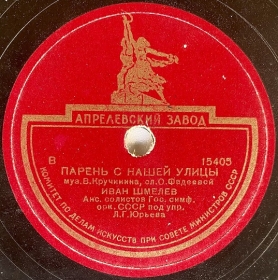 АПРЕЛЕВСКИЙ ЗАВОД
В 15405
ПАРЕНЬ С НАШЕЙ УЛИЦЫ
муз. В. Кручинина, сл. О. Фадеевой
ИВАН ШМЕЛЕВ
Анс. солистов Гос. симф.
орк. СССР под упр.
Л. Г. Юрьева
КОМИТЕТ ПО ДЕЛАМ ИСКУССТВ ПРИ СОВЕТЕ МИНИСТРОВ СССР